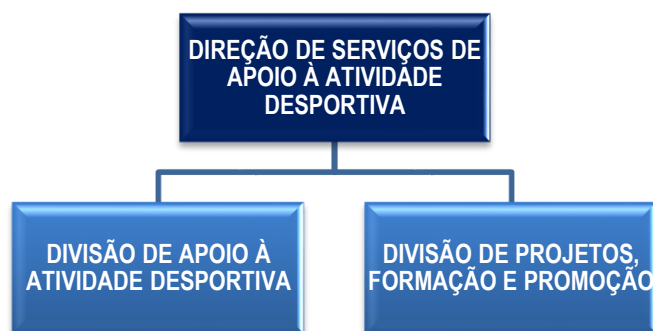 DIREÇÃO DE SERVIÇOS DE
APOIO À ATIVIDADE
DESPORTIVA
DIVISÃO DE APOIO À
ATIVIDADE DESPORTIVA
DIVISÃO DE PROJETOS,
FORMAÇÃO E PROMOÇÃO